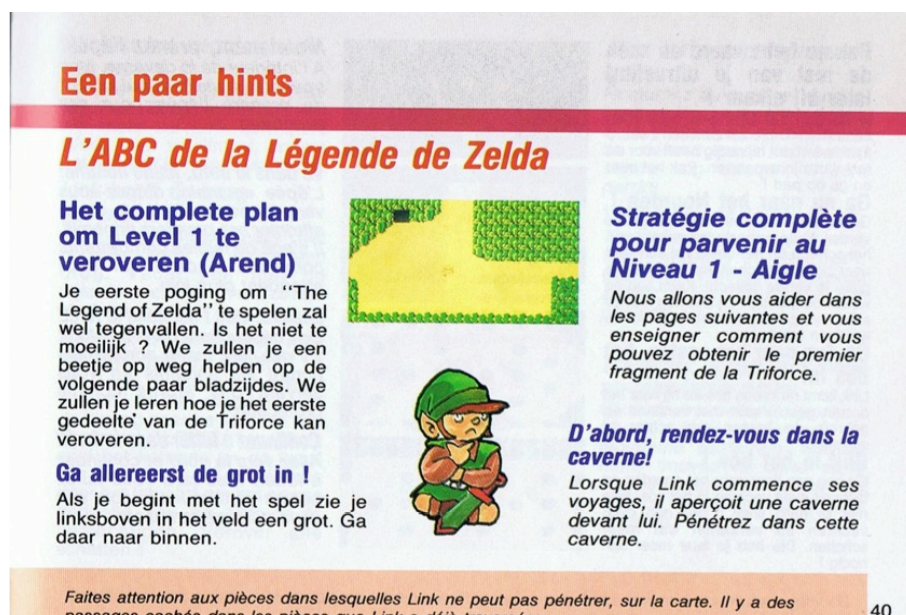 Een paar hints
L'ABC de la Légende de Zelda
Het complete plan
om Level 1 te
veroveren (Arend)
Je eerste poging om ''The
Legend of Zelda'' te spelen zal
wel tegenvallen. Is het niet te
moeilijk ? We zullen je een
beetje op weg helpen op de
volgende paar bladzijdes. We
zullen je leren hoe je het eerste
gedeelte van de Triforce kan
veroveren.
Ga allereerst de grot in !
Als je begint met het spel zie je
linksboven in het veld een grot. Ga
daar naar binnen.
Stratégie complète
pour parvenir au
Niveau 1 - Aigle
Nous allons vous aider dans
les pages suivantes et vous
enseigner comment vous
pouvez obtenir le premier
fragment de la Triforce.
D'abord, rendez-vous dans la
caverne!
Lorsque Link commence ses
voyages, il aperçoit une caverne
devant lui. Pénétrez dans cette
caverne.
Faites attention aux pièces dans lesquelles Link ne peut pas pénétrer, sur la carte. Il y a des
40